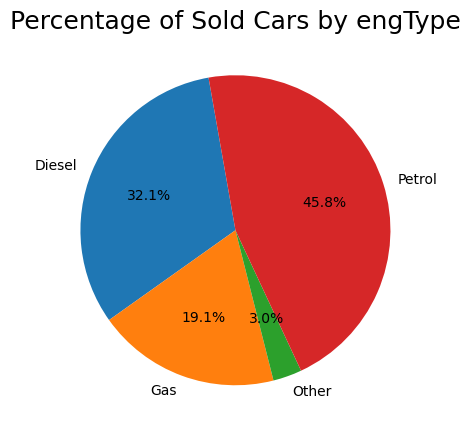 Percentage of Sold Cars by engType
Diesel
32.1%
Petrol
45.8%
19.1%
3.0%
Gas
Other